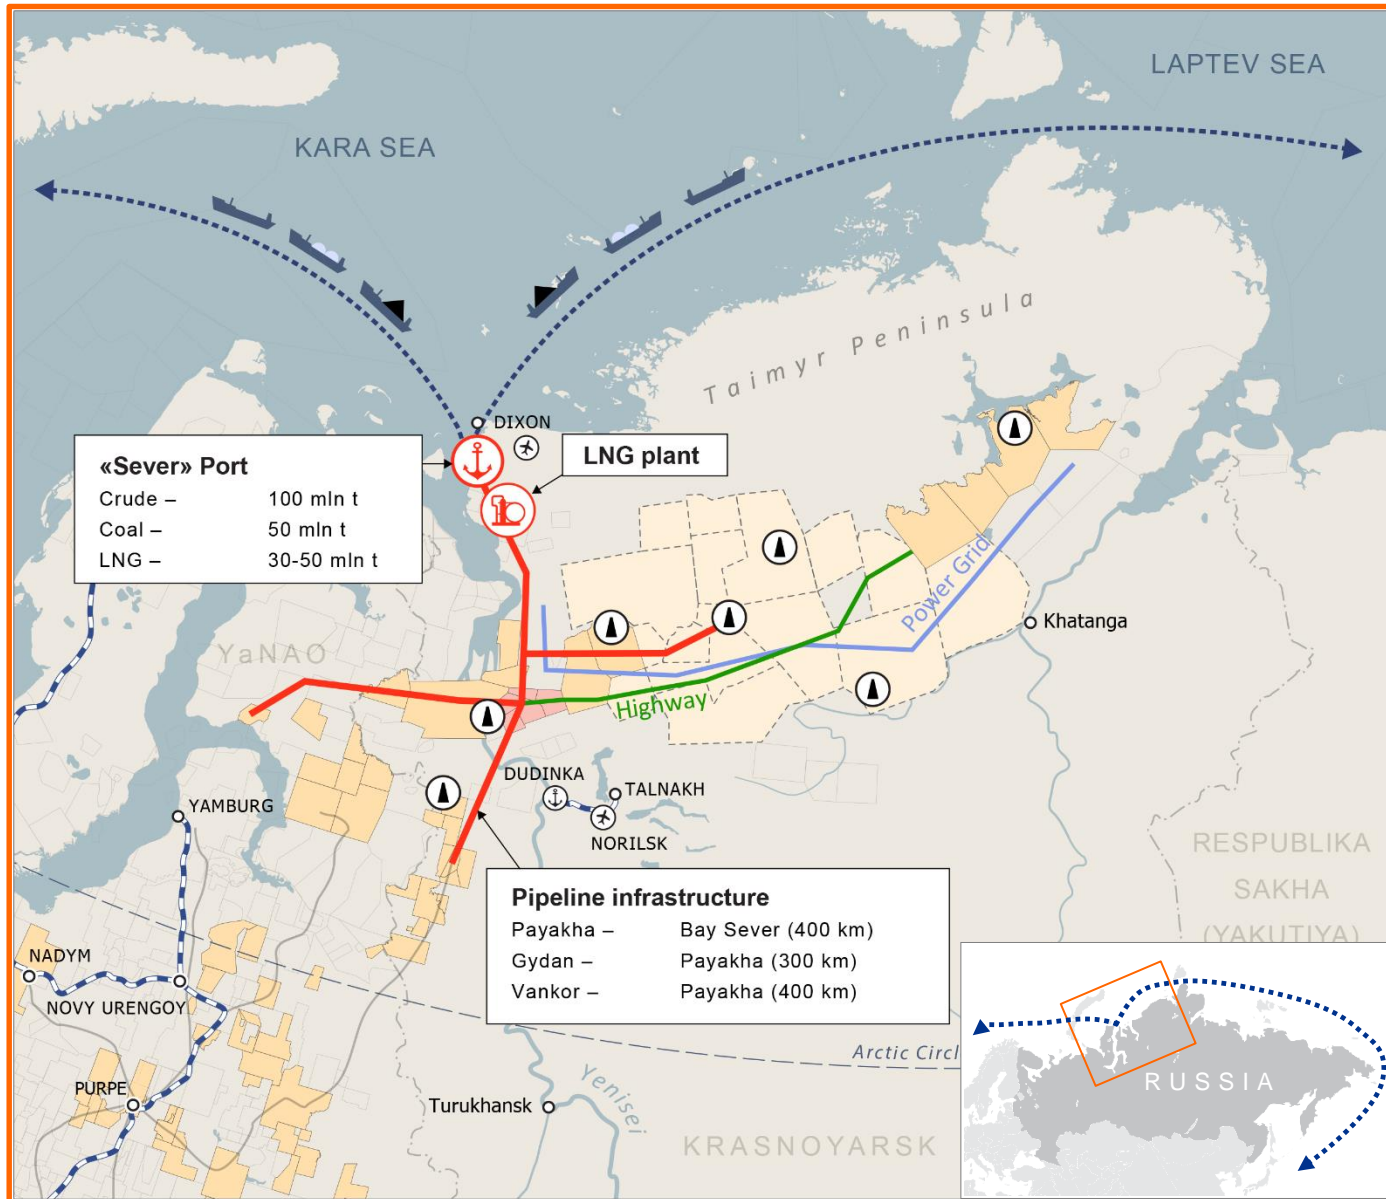 LAPTEV SEA
KARA SEA
Taimyr Peninsula
DIXON
«Sever» Port
Crude – 100 mln t
Coal – 50 mln t
LNG – 30-50 mln t
LNG plant
Power Grid
Khatanga
YaNAO
Highway
DUDINKA
TALNAKH
NORILSK
YAMBURG
RESPUBLIKA
SAKHA
(YAKUTIYA)
Pipeline infrastructure
Payakha – Bay Sever (400 km)
Gydan – Payakha (300 km)
Vankor – Payakha (400 km)
NADYM
NOVY URENGOY
Arctic Circl
PURPE
Turukhansk
Yenisei
KRASNOYARSK
RUSSIA